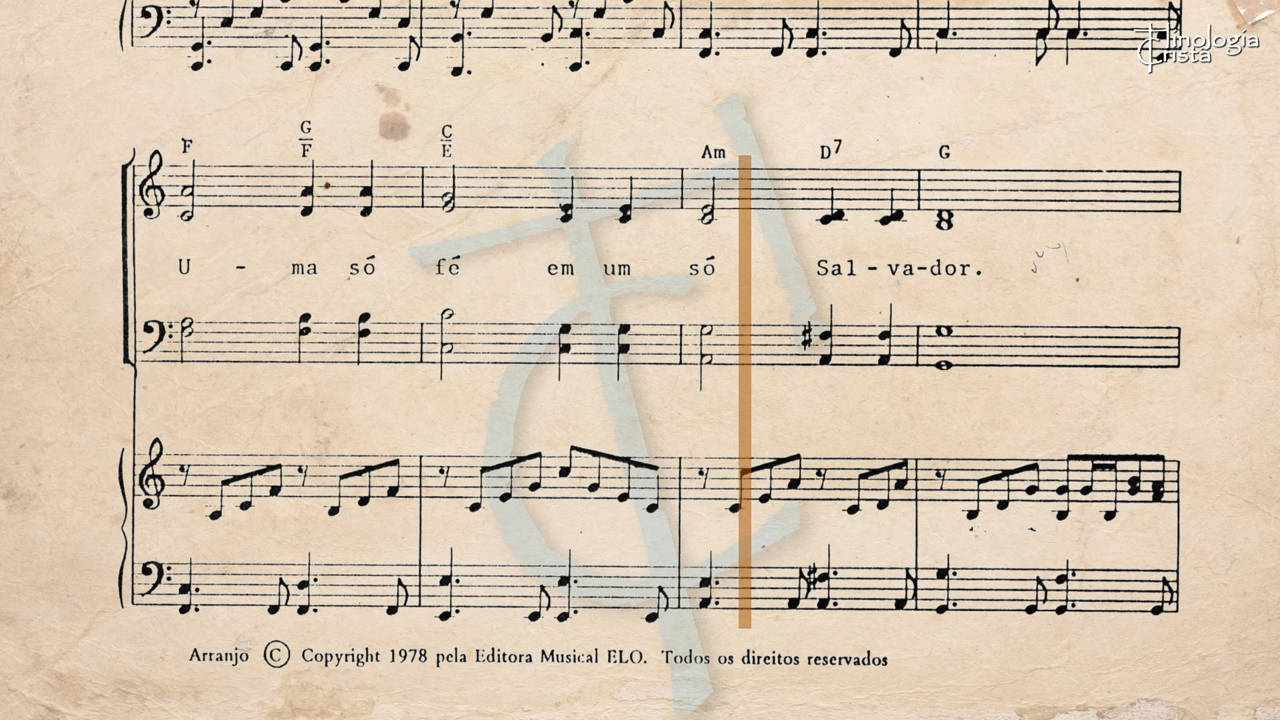 Hinologia
Cristã
F G/F C/E Am D7 G
U - ma só fé em um só Sal - va-dor.
Arranjo © Copyright 1978 pela Editora Musical ELO. Todos os direitos reservados